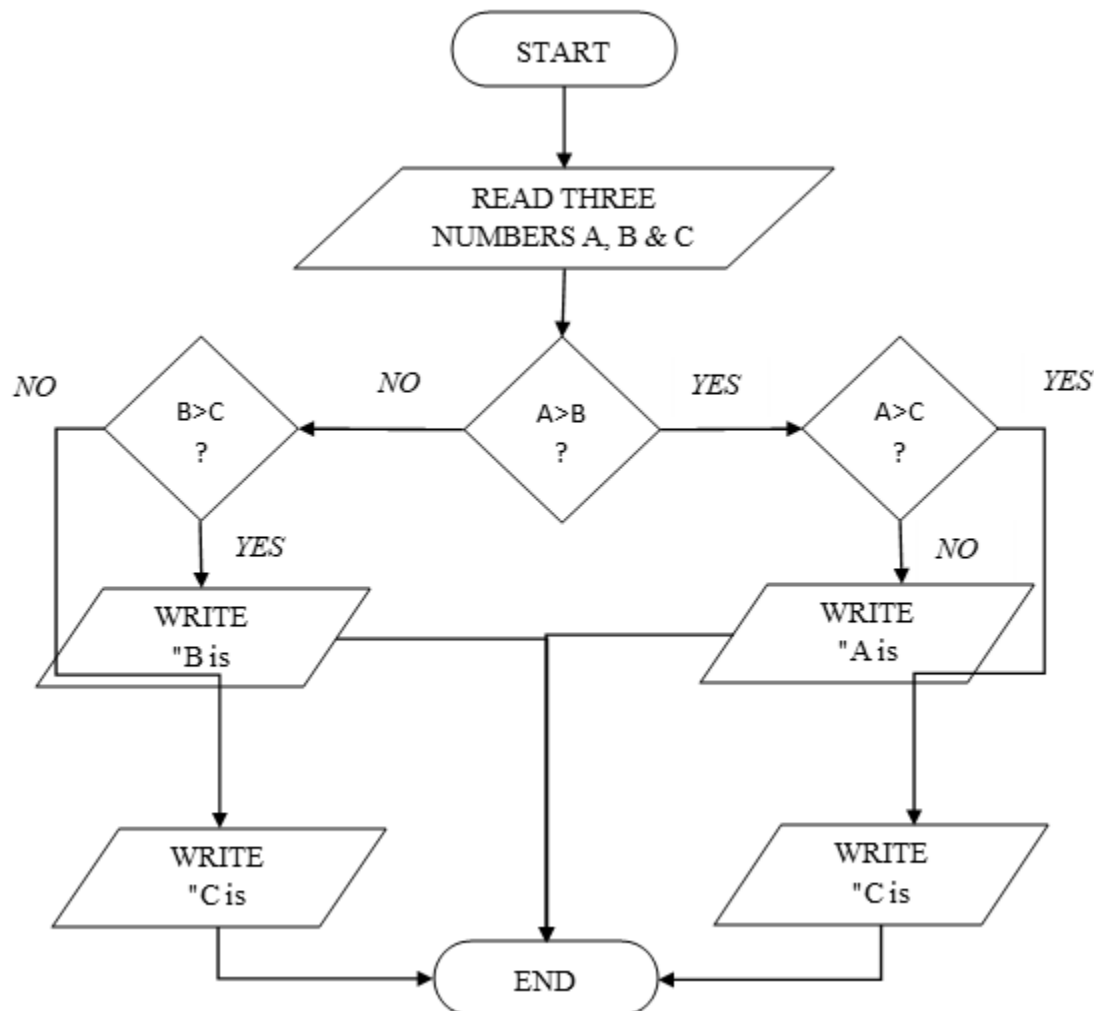 START
READ THREE
NUMBERS A, B & C
NO
B>C
?
NO
A>B
?
YES
A>C
?
YES
YES
NO
WRITE
"B is
WRITE
"A is
WRITE
"C is
WRITE
"C is
END